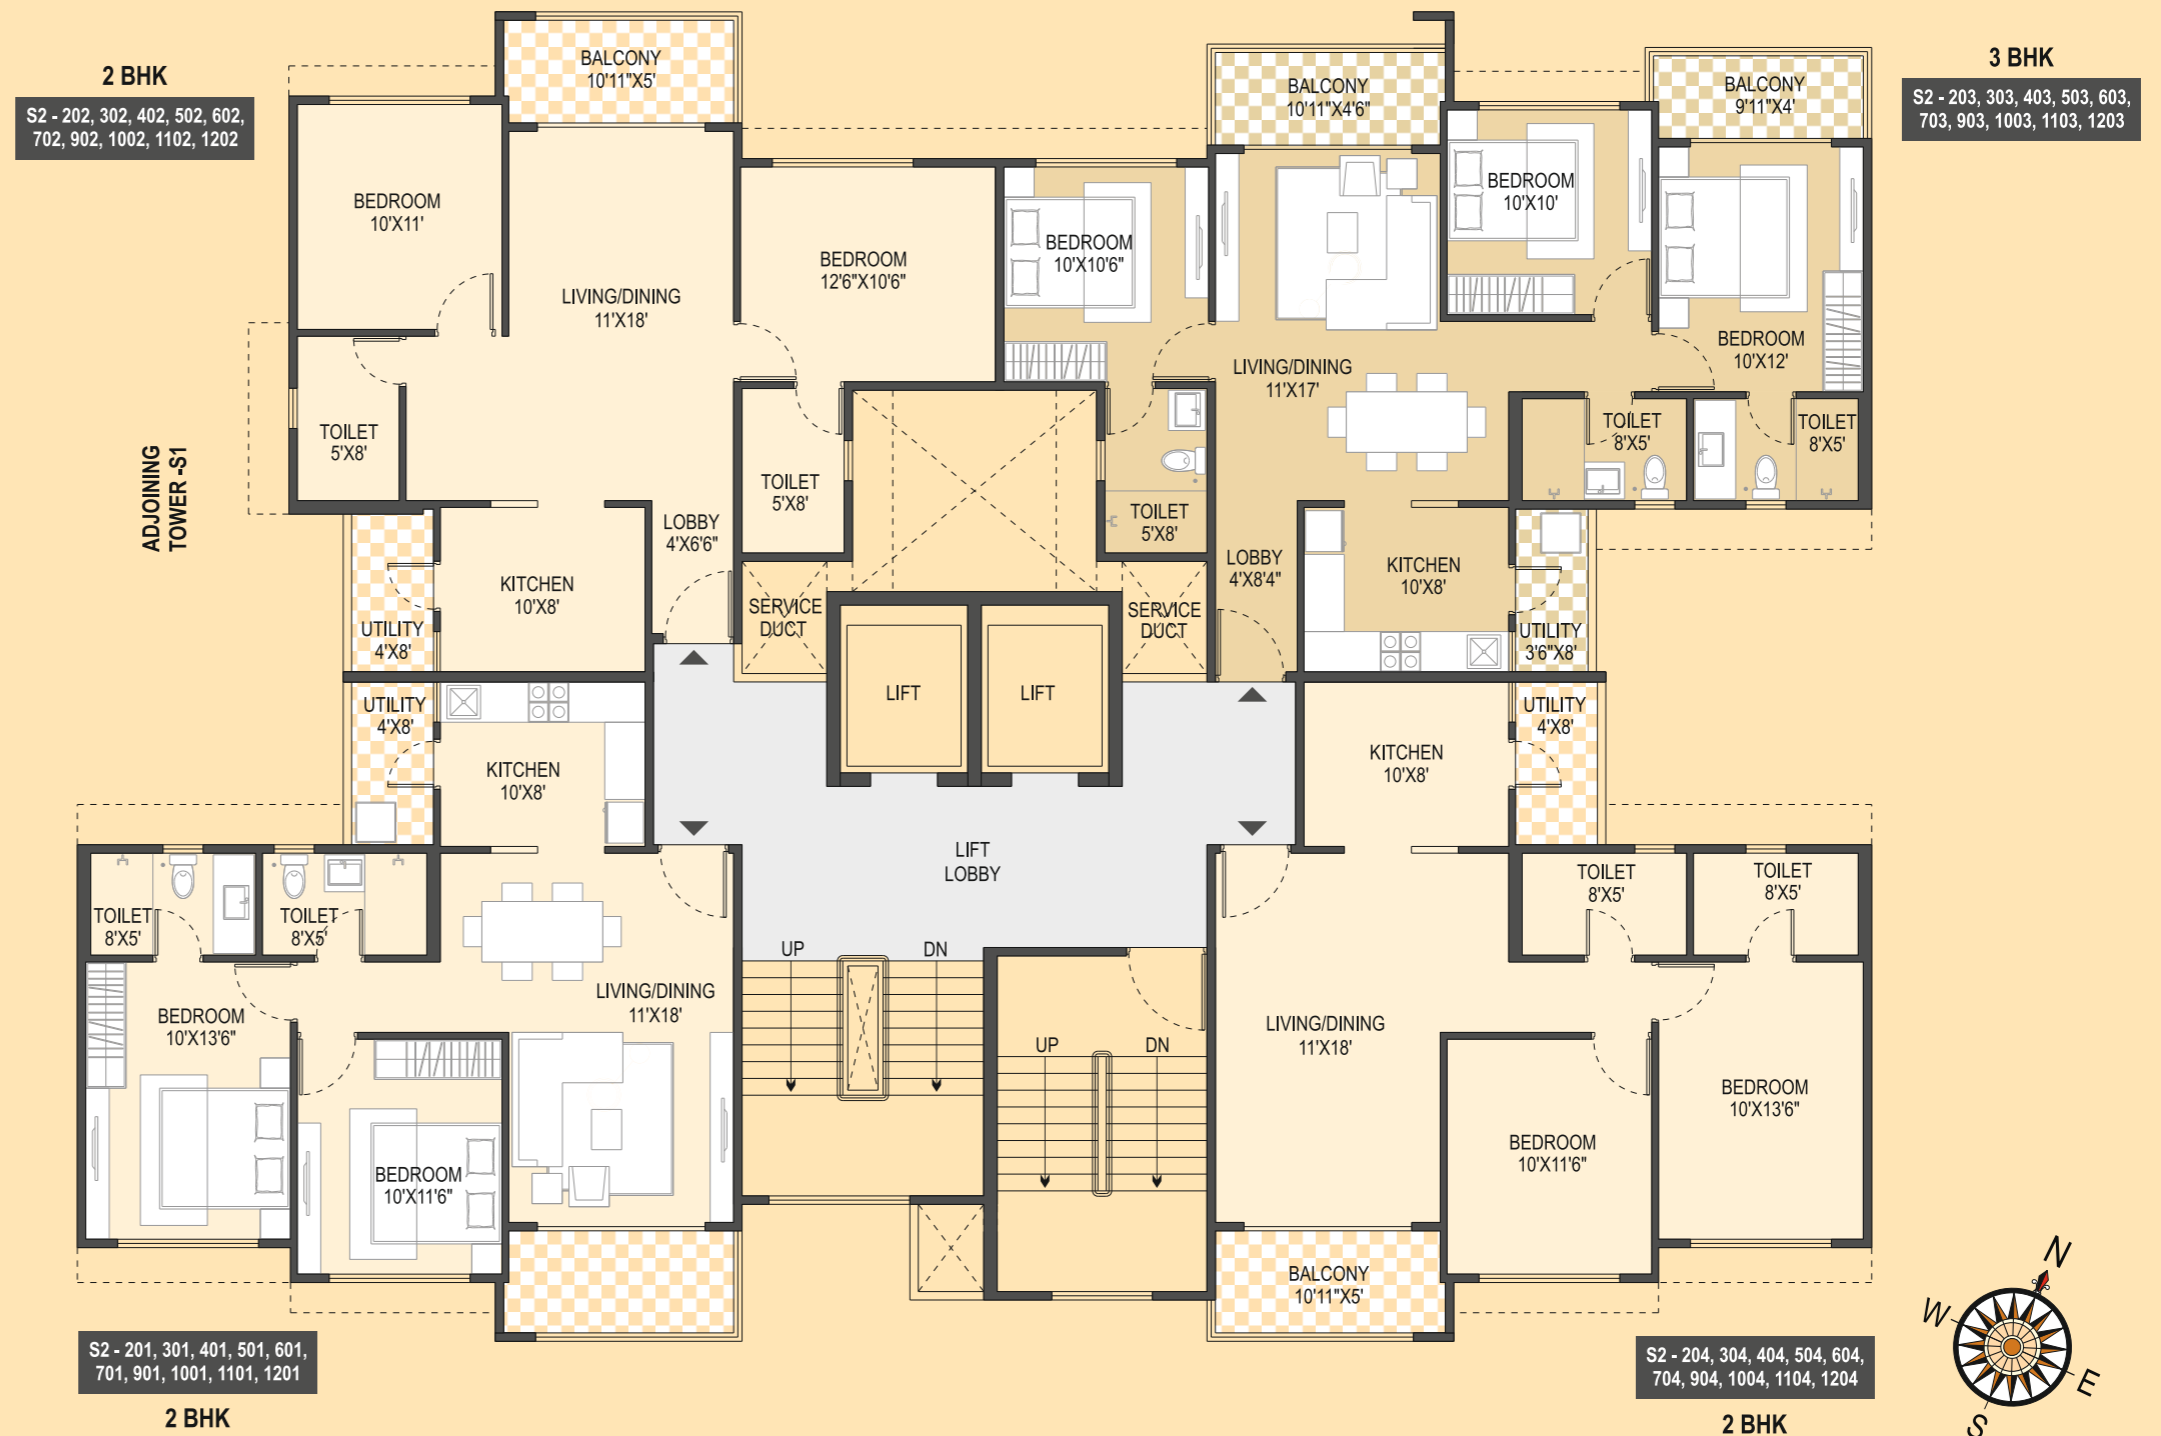 2 BHK
S2 - 202, 302, 402, 502, 602,
702, 902, 1002, 1102, 1202
BALCONY
10'11"X5'
BEDROOM
10'X11'
LIVING/DINING
11'X18'
BEDROOM
12'6"X10'6"
TOILET
5'X8'
TOILET
5'X8'
LOBBY
4'X6'6"
KITCHEN
10'X8'
UTILITY
4'X8'
ADJOINING
TOWER -S1
3 BHK
S2 - 203, 303, 403, 503, 603,
703, 903, 1003, 1103, 1203
BALCONY
10'11"X4'6"
BALCONY
9'11"X4'
BEDROOM
10'X10'6"
BEDROOM
10'X10'
BEDROOM
10'X12'
LIVING/DINING
11'X17'
TOILET
8'X5'
TOILET
8'X5'
TOILET
5'X8'
LOBBY
4'X8'4"
KITCHEN
10'X8'
UTILITY
3'6"X8'
SERVICE
DUCT
SERVICE
DUCT
LIFT
LIFT
LIFT
LOBBY
UP
DN
UP
DN
UTILITY
4'X8'
KITCHEN
10'X8'
TOILET
8'X5'
TOILET
8'X5'
LIVING/DINING
11'X18'
BEDROOM
10'X13'6"
BEDROOM
10'X11'6"
S2 - 201, 301, 401, 501, 601,
701, 901, 1001, 1101, 1201
2 BHK
KITCHEN
10'X8'
UTILITY
4'X8'
TOILET
8'X5'
TOILET
8'X5'
LIVING/DINING
11'X18'
BEDROOM
10'X13'6"
BEDROOM
10'X11'6"
BALCONY
10'11"X5'
S2 - 204, 304, 404, 504, 604,
704, 904, 1004, 1104, 1204
2 BHK
N
W
E
S